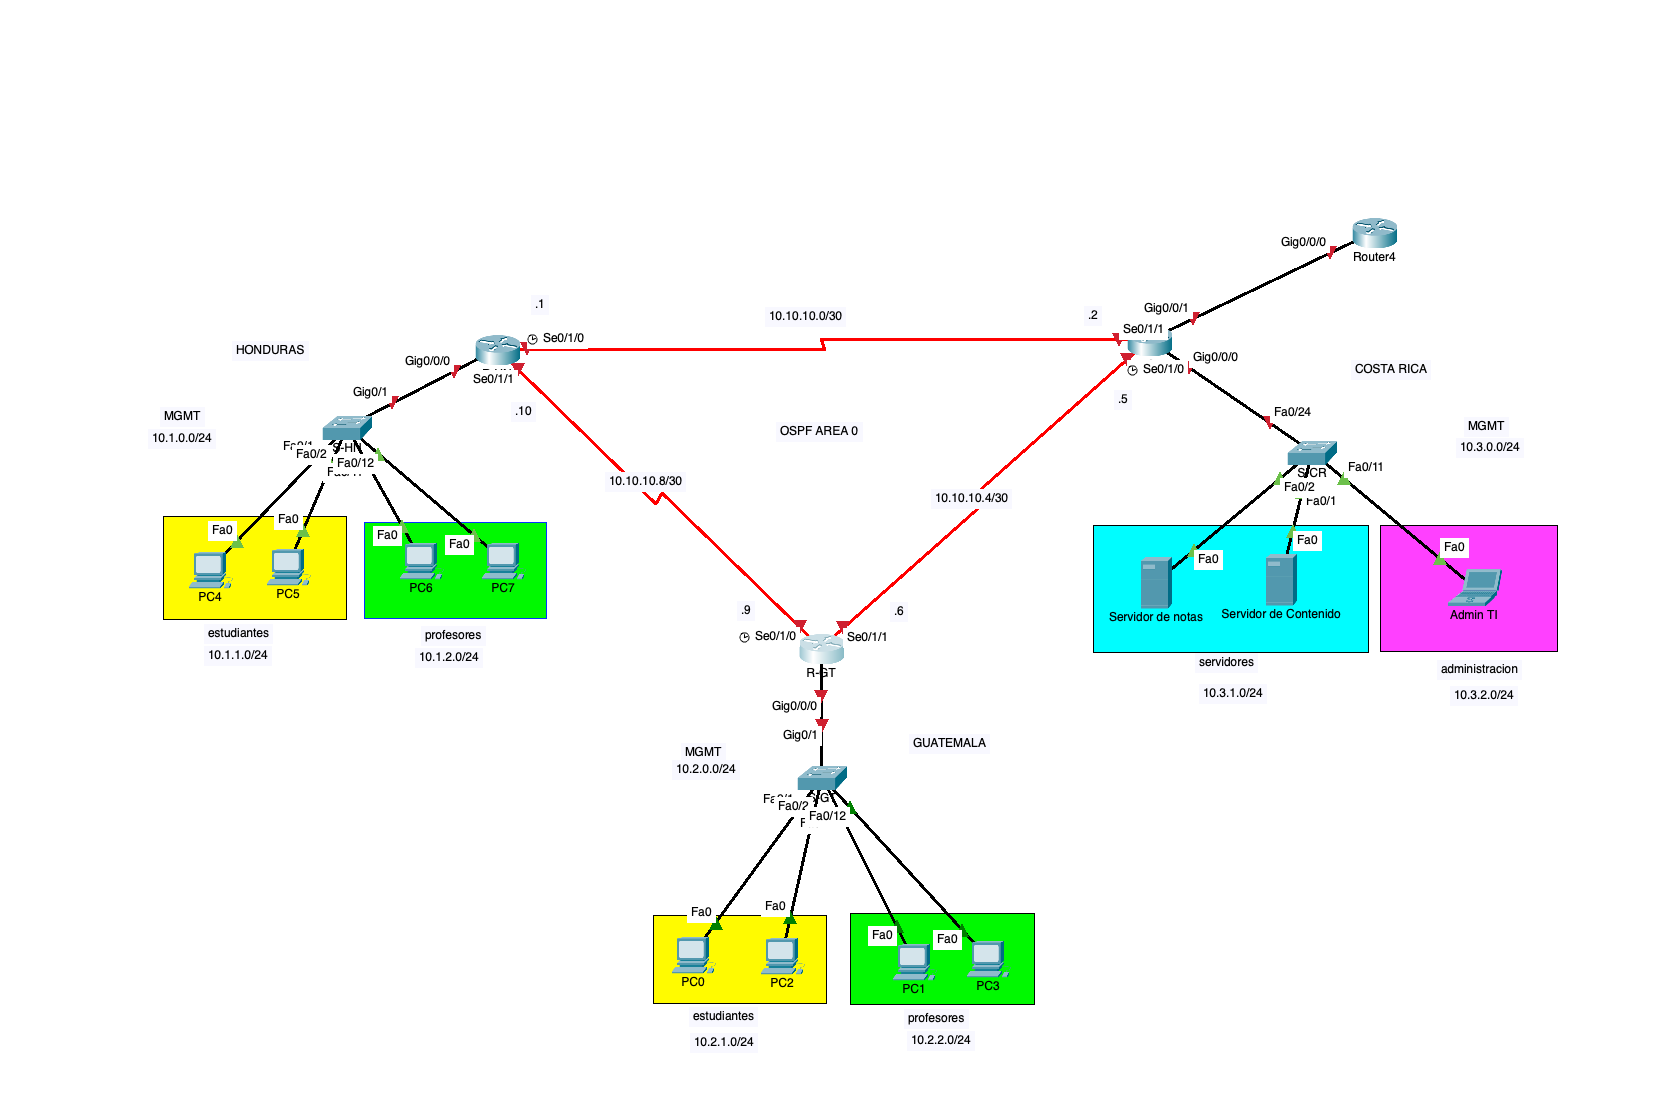 Gig0/0/0
Router4
.1
10.10.10.0/30
.2
Gig0/0/1
Se0/1/1
Se0/1/0
HONDURAS
Gig0/0/0
Se0/1/1
Gig0/0/0
Se0/1/0
COSTA RICA
Gig0/1
.10
.5
MGMT
10.1.0.0/24
OSPF AREA 0
Fa0/24
MGMT
10.3.0.0/24
Fa0/2
Fa0/12
Fa0/11
S-CR
Fa0/2
Fa0/1
10.10.10.8/30
10.10.10.4/30
Fa0
Fa0
Fa0
Fa0
Fa0
Fa0
Fa0
PC4
PC5
PC6
PC7
Servidor de notas
Servidor de Contenido
Admin TI
estudiantes
10.1.1.0/24
profesores
10.1.2.0/24
.9
.6
Se0/1/0
Se0/1/1
R-GT
servidores
10.3.1.0/24
administracion
10.3.2.0/24
Gig0/0/0
Gig0/1
GUATEMALA
MGMT
10.2.0.0/24
Fa0/2
Fa0/12
Fa0
Fa0
Fa0
Fa0
PC0
PC2
PC1
PC3
estudiantes
10.2.1.0/24
profesores
10.2.2.0/24